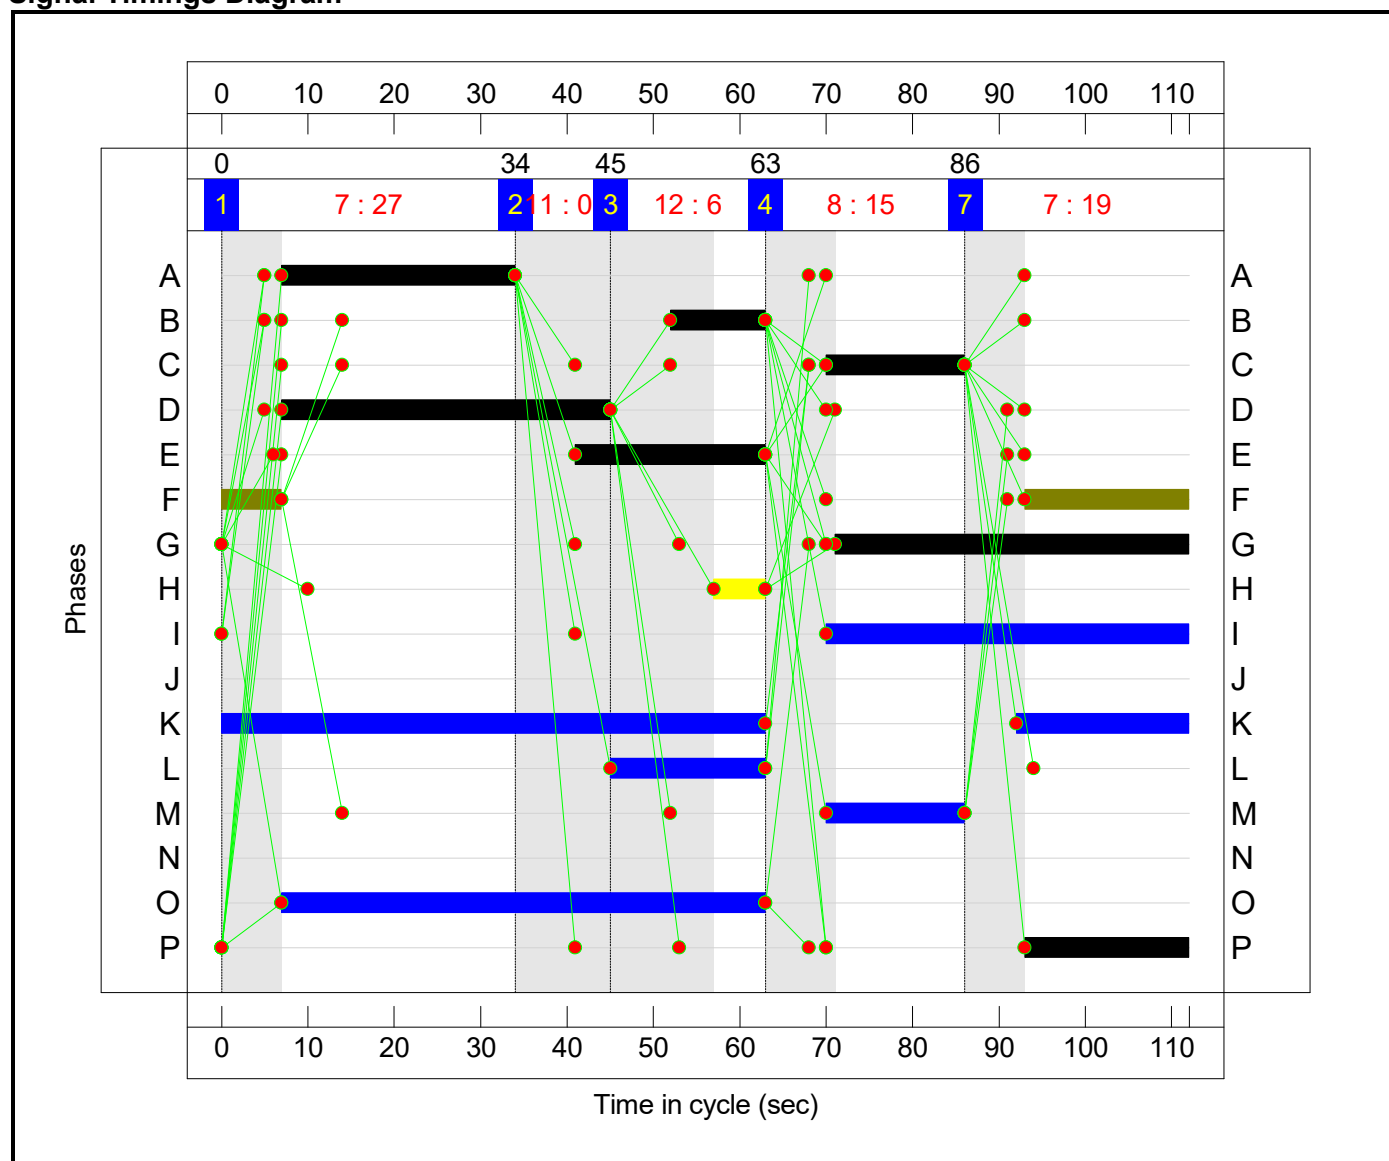 Signal Timings Diagram
0 10 20 30 40 50 60 70 80 90 100 110
0 34 45 63 86
1 7 : 27 2 11 : 0 3 12 : 6 4 8 : 15 7 7 : 19
A A
B B
C C
D D
E E
F F
G G
H H
I I
J J
K K
L L
M M
N N
O O
P P
Phases
0 10 20 30 40 50 60 70 80 90 100 110
Time in cycle (sec)